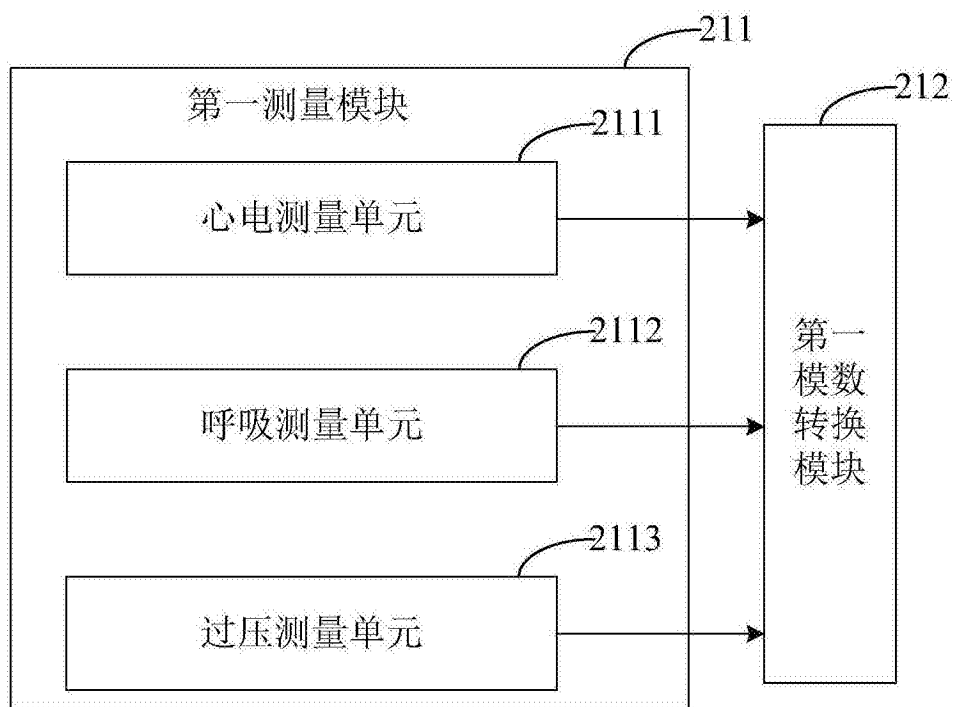 211
第一测量模块
212
2111
心电测量单元
2112
呼吸测量单元
第一
模数
转换
模块
2113
过压测量单元